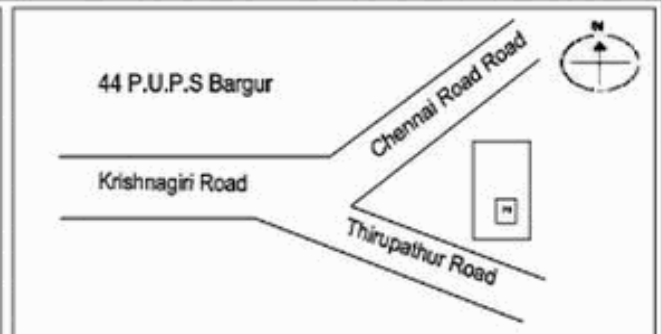 N
44 P.U.P.S Bargur
Chennai Road Road
Krishnagiri Road
Thirupathur Road